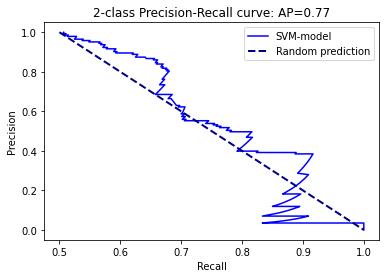 2-class Precision-Recall curve: AP=0.77
SVM-model
Random prediction
Precision
1.0
0.8
0.6
0.4
0.2
0.0
0.5 0.6 0.7 0.8 0.9 1.0
Recall